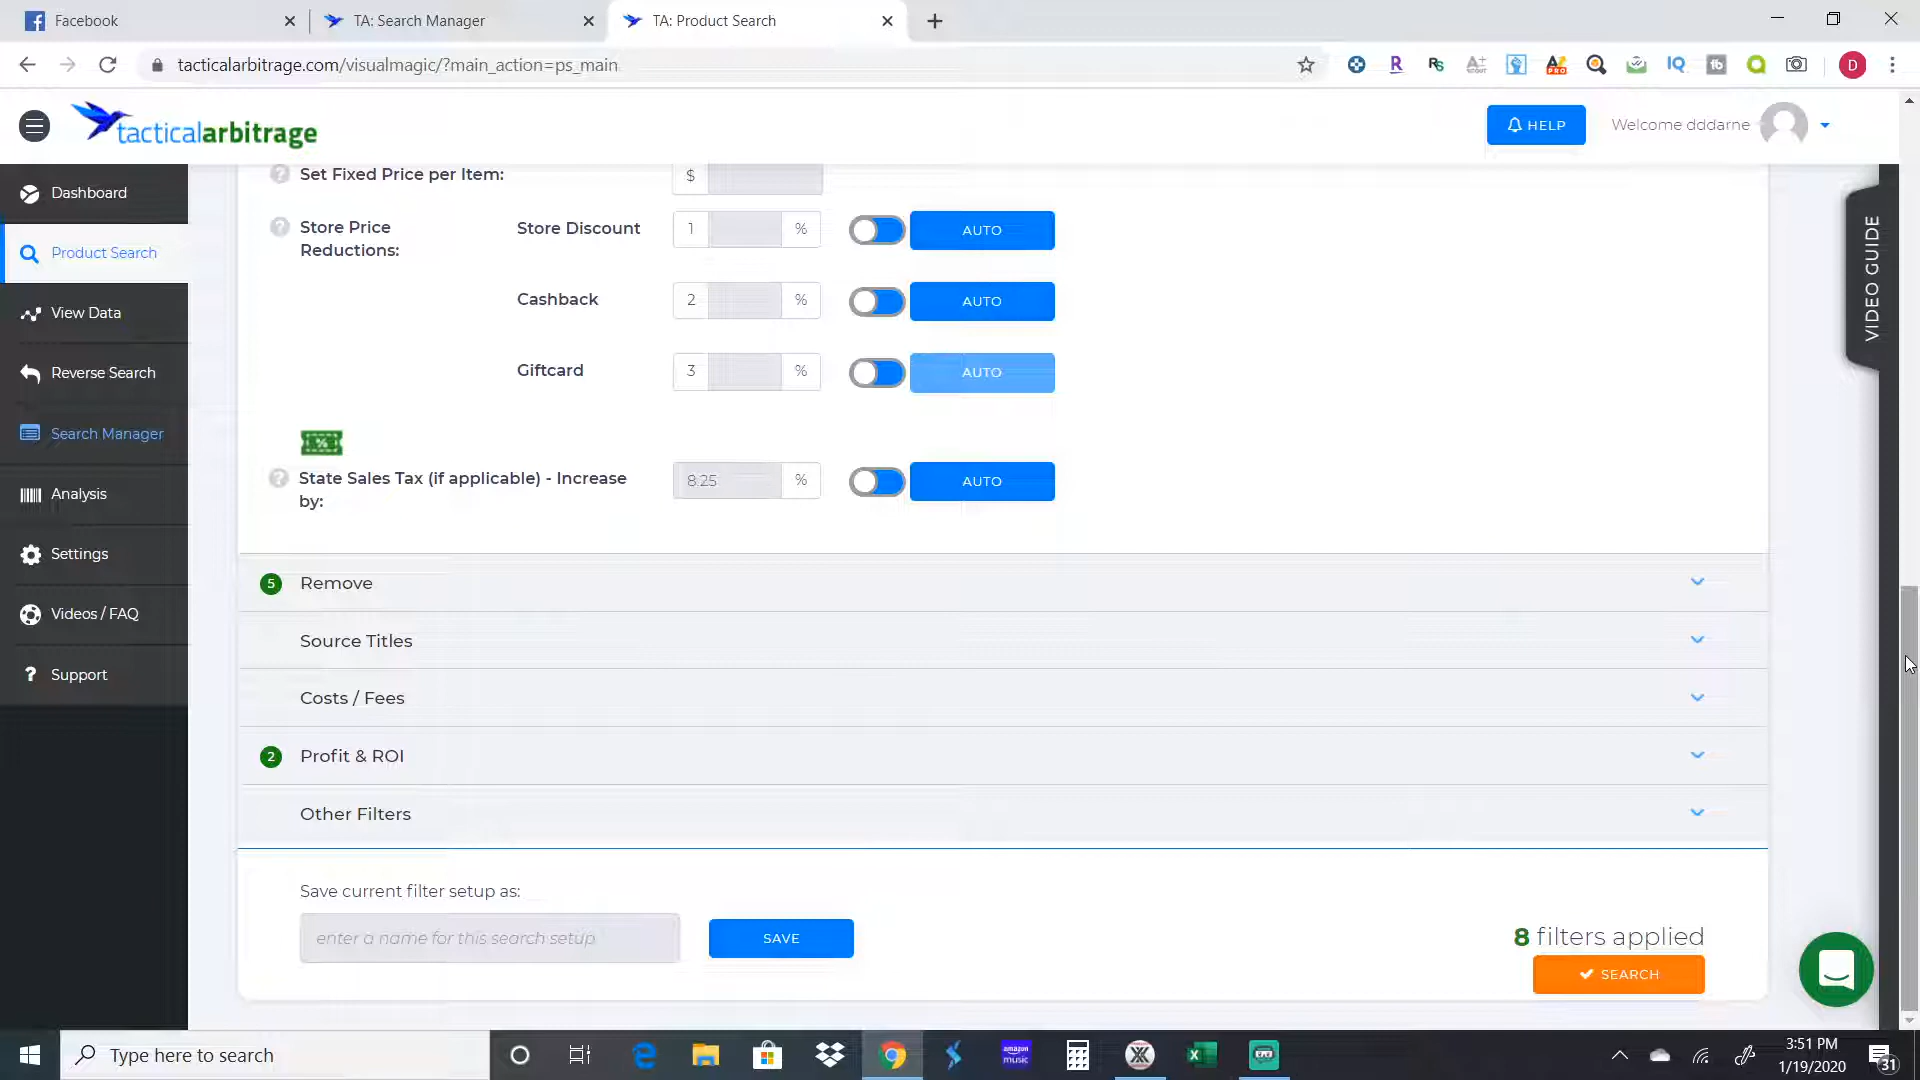 Facebook
TA: Search Manager
TA: Product Search
tacticalarbitrage.com/visualmagic/?main_action=ps_main
tacticalarbitrage
HELP
Welcome dddarne
Dashboard
Product Search
View Data
Reverse Search
Search Manager
Analysis
Settings
Videos / FAQ
Support
Set Fixed Price per Item:
$
Store Price
Reductions:
Store Discount
1
%
AUTO
Cashback
2
%
AUTO
Giftcard
3
%
AUTO
State Sales Tax (if applicable) - Increase
by:
8.25
%
AUTO
5 Remove
Source Titles
Costs / Fees
2 Profit & ROI
Other Filters
Save current filter setup as:
enter a name for this search setup
SAVE
8 filters applied
SEARCH
VIDEO GUIDE
Type here to search
amazon
music
3:51 PM
1/19/2020
31